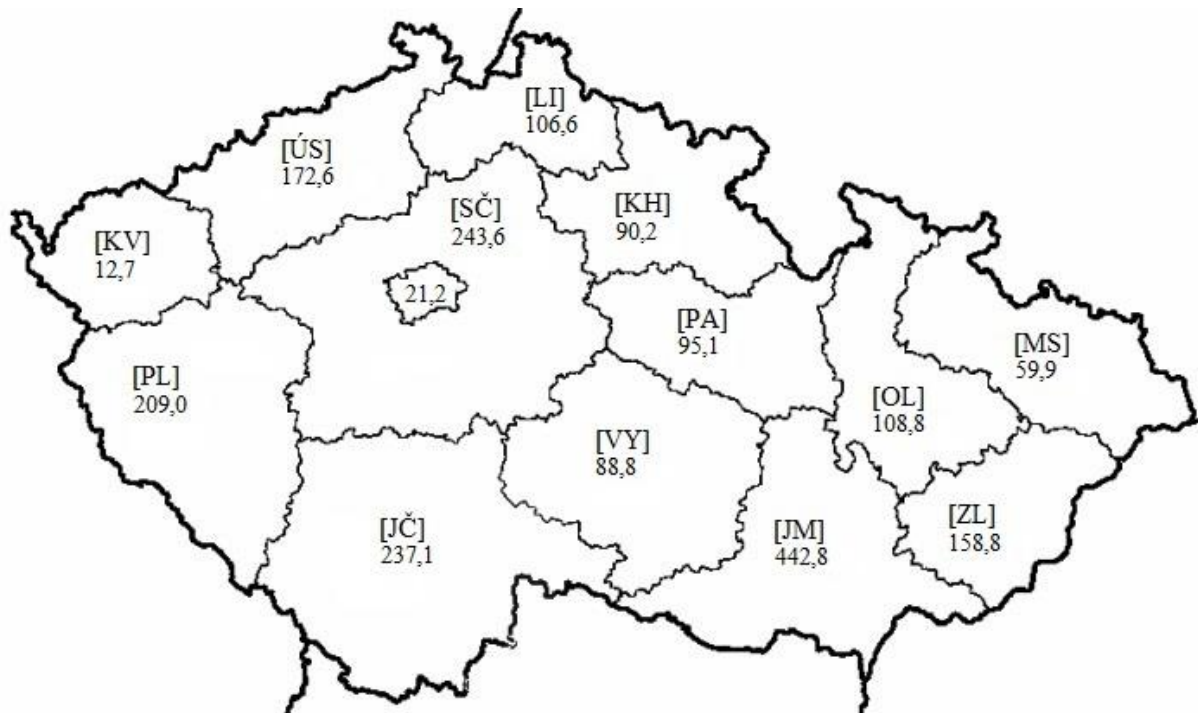 [LI]
106,6
[ÚS]
172,6
[SČ]
243,6
[KH]
90,2
[KV]
12,7
21,2
[PA]
95,1
[MS]
59,9
[PL]
209,0
[OL]
108,8
[VY]
88,8
[ZL]
158,8
[JČ]
237,1
[JM]
442,8